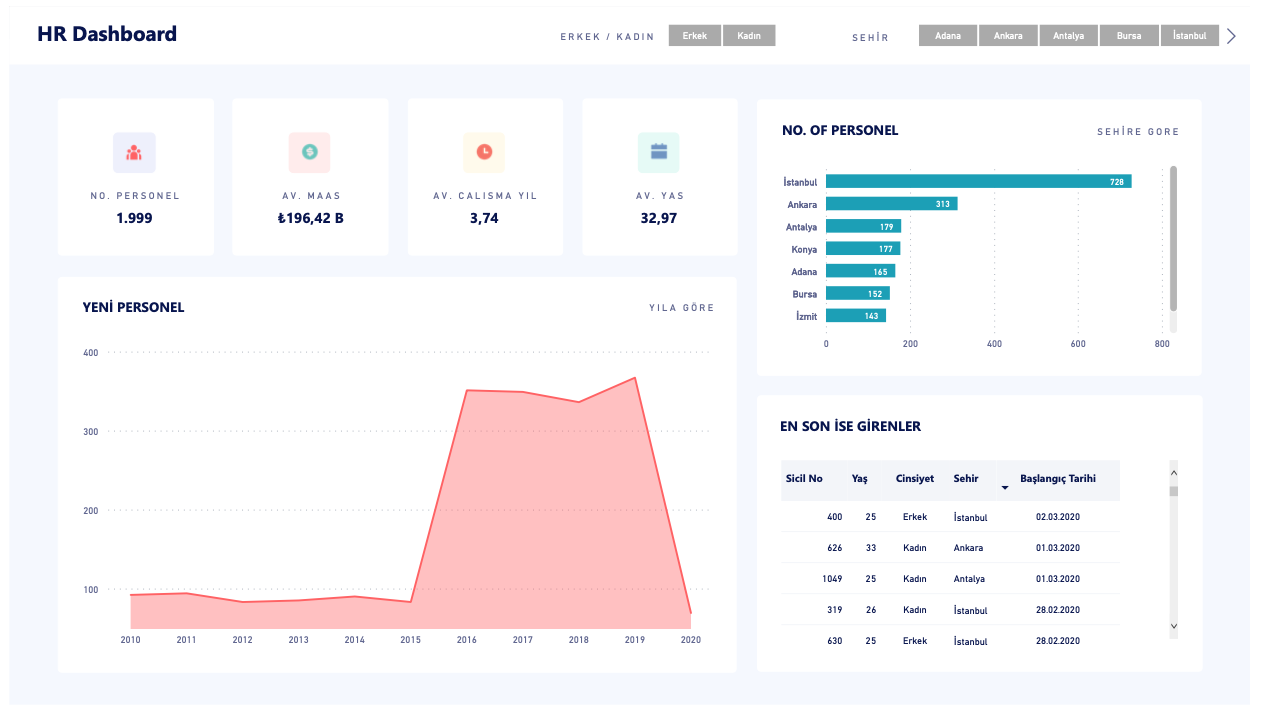 HR Dashboard
ERKEK / KADIN
Erkek
Kadın
SEHİR
Adana
Ankara
Antalya
Bursa
İstanbul
NO. PERSONEL
1.999
AV. MAAS
₺196,42 B
AV. CALISMA YIL
3,74
AV. YAS
32,97
NO. OF PERSONEL
SEHİRE GORE
İstanbul 728
Ankara 313
Antalya 179
Konya 177
Adana 165
Bursa 152
İzmit 143
0 200 400 600 800
YENİ PERSONEL
YILA GÖRE
400
300
200
100
2010 2011 2012 2013 2014 2015 2016 2017 2018 2019 2020
EN SON İSE GİRENLER
Sicil No Yaş Cinsiyet Sehir Başlangıç Tarihi
400 25 Erkek İstanbul 02.03.2020
626 33 Kadın Ankara 01.03.2020
1049 25 Kadın Antalya 01.03.2020
319 26 Kadın İstanbul 28.02.2020
630 25 Erkek İstanbul 28.02.2020